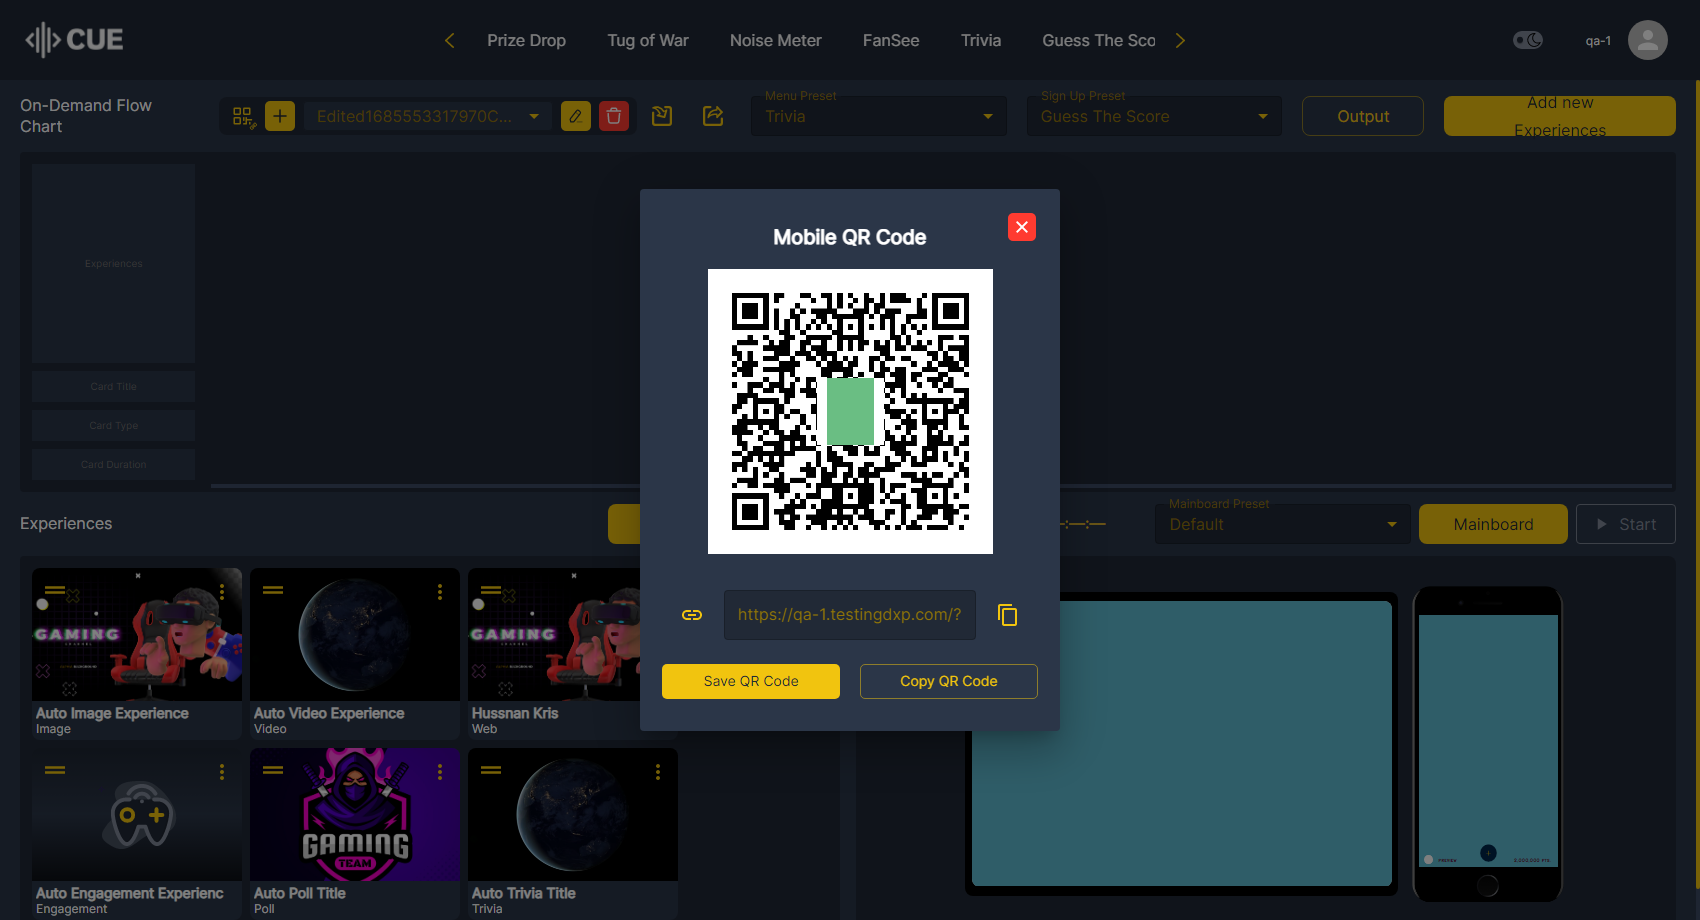 CUE
Prize Drop
Tug of War
Noise Meter
FanSee
Trivia
Guess The Sco
qa-1
On-Demand Flow
Chart
Edited1685553317970C...
Menu Preset
Trivia
Sign Up Preset
Guess The Score
Output
Add new
Experiences
Experiences
Card Title
Card Type
Card Duration
Mobile QR Code
https://qa-1.testingdxp.com/?
Save QR Code
Copy QR Code
Experiences
Mainboard Preset
Default
Mainboard
Start
GAMING
GAMING
Auto Image Experience
Image
Auto Video Experience
Video
Hussnan Kris
Web
GAMING
TEAM
Auto Engagement Experienc
Engagement
Auto Poll Title
Poll
Auto Trivia Title
Trivia
PREVIEW